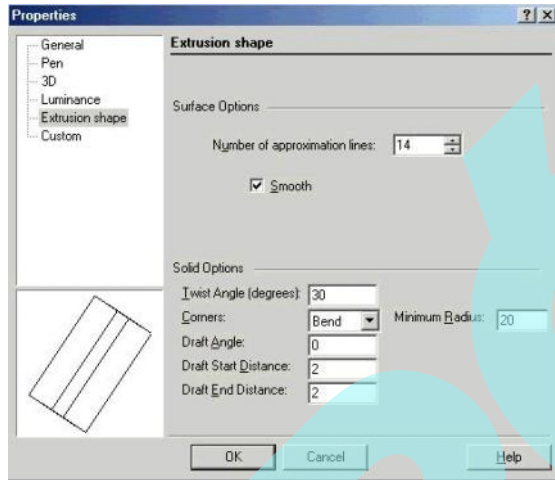 Properties
General
Pen
3D
Luminance
Extrusion shape
Custom
Extrusion shape
Surface Options
Number of approximation lines: 14
Smooth
Solid Options
Twist Angle (degrees): 30
Corners: Bend Minimum Radius: 20
Draft Angle: 0
Draft Start Distance: 2
Draft End Distance: 2
OK Cancel Help